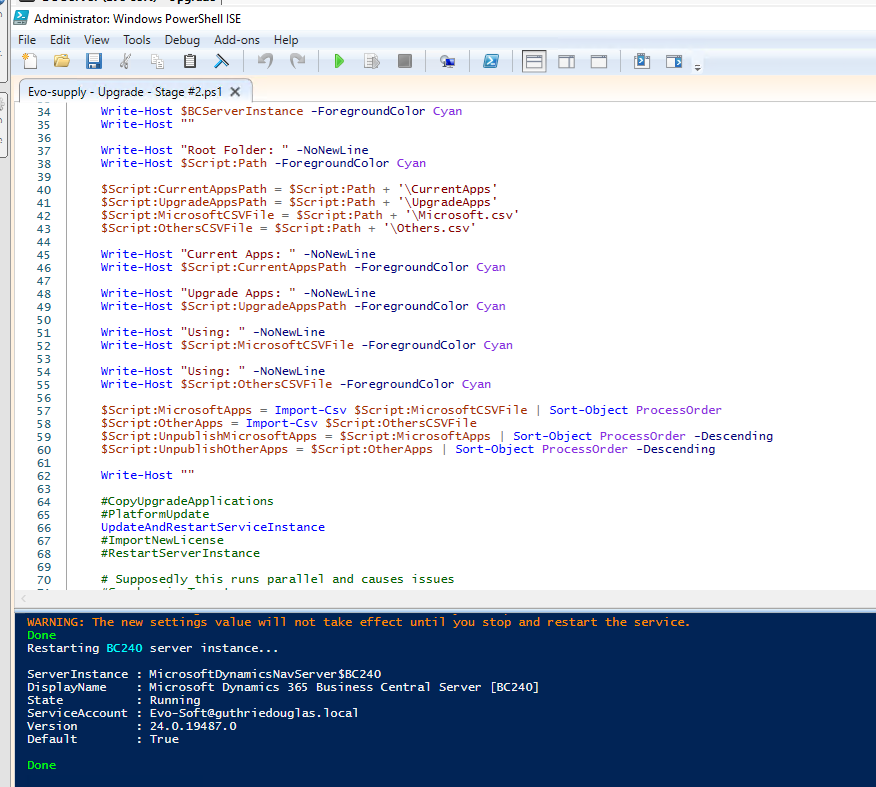 Administrator: Windows PowerShell ISE
File Edit View Tools Debug Add-ons Help
Evo-supply - Upgrade - Stage #2.ps1
34 Write-Host $BCServerInstance -ForegroundColor Cyan
35 Write-Host ""
36
37 Write-Host "Root Folder: " -NoNewLine
38 Write-Host $Script:Path -ForegroundColor Cyan
39
40 $Script:CurrentAppsPath = $Script:Path + '\CurrentApps'
41 $Script:UpgradeAppsPath = $Script:Path + '\UpgradeApps'
42 $Script:MicrosoftCSVFile = $Script:Path + '\Microsoft.csv'
43 $Script:OthersCSVFile = $Script:Path + '\Others.csv'
44
45 Write-Host "Current Apps: " -NoNewLine
46 Write-Host $Script:CurrentAppsPath -ForegroundColor Cyan
47
48 Write-Host "Upgrade Apps: " -NoNewLine
49 Write-Host $Script:UpgradeAppsPath -ForegroundColor Cyan
50
51 Write-Host "Using: " -NoNewLine
52 Write-Host $Script:MicrosoftCSVFile -ForegroundColor Cyan
53
54 Write-Host "Using: " -NoNewLine
55 Write-Host $Script:OthersCSVFile -ForegroundColor Cyan
56
57 $Script:MicrosoftApps = Import-Csv $Script:MicrosoftCSVFile | Sort-Object ProcessOrder
58 $Script:OtherApps = Import-Csv $Script:OthersCSVFile
59 $Script:UnpublishMicrosoftApps = $Script:MicrosoftApps | Sort-Object ProcessOrder -Descending
60 $Script:UnpublishOtherApps = $Script:OtherApps | Sort-Object ProcessOrder -Descending
61
62 Write-Host ""
63
64 #CopyUpgradeApplications
65 #PlatformUpdate
66 UpdateAndRestartServiceInstance
67 #ImportNewLicense
68 #RestartServerInstance
69
70 # Supposedly this runs parallel and causes issues
WARNING: The new settings value will not take effect until you stop and restart the service.
Done
Restarting BC240 server instance...
ServerInstance : MicrosoftDynamicsNavServer$BC240
DisplayName : Microsoft Dynamics 365 Business Central Server [BC240]
State : Running
ServiceAccount : Evo-Soft@guthriedouglas.local
Version : 24.0.19487.0
Default : True
Done